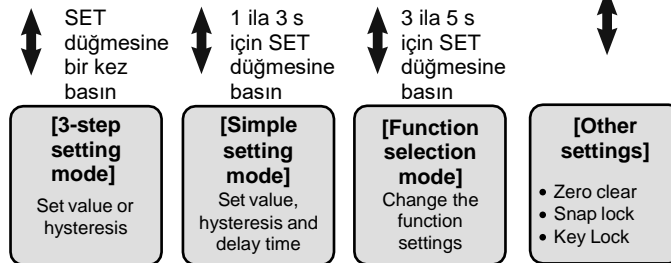 SET
düğmesine
bir kez
basın
1 ila 3 s
için SET
düğmesine
basın
3 ila 5 s
için SET
düğmesine
basın
[3-step
setting
mode]
Set value or
hysteresis
[Simple
setting
mode]
Set value,
hysteresis and
delay time
[Function
selection
mode]
Change the
function
settings
[Other
settings]
• Zero clear
• Snap lock
• Key Lock